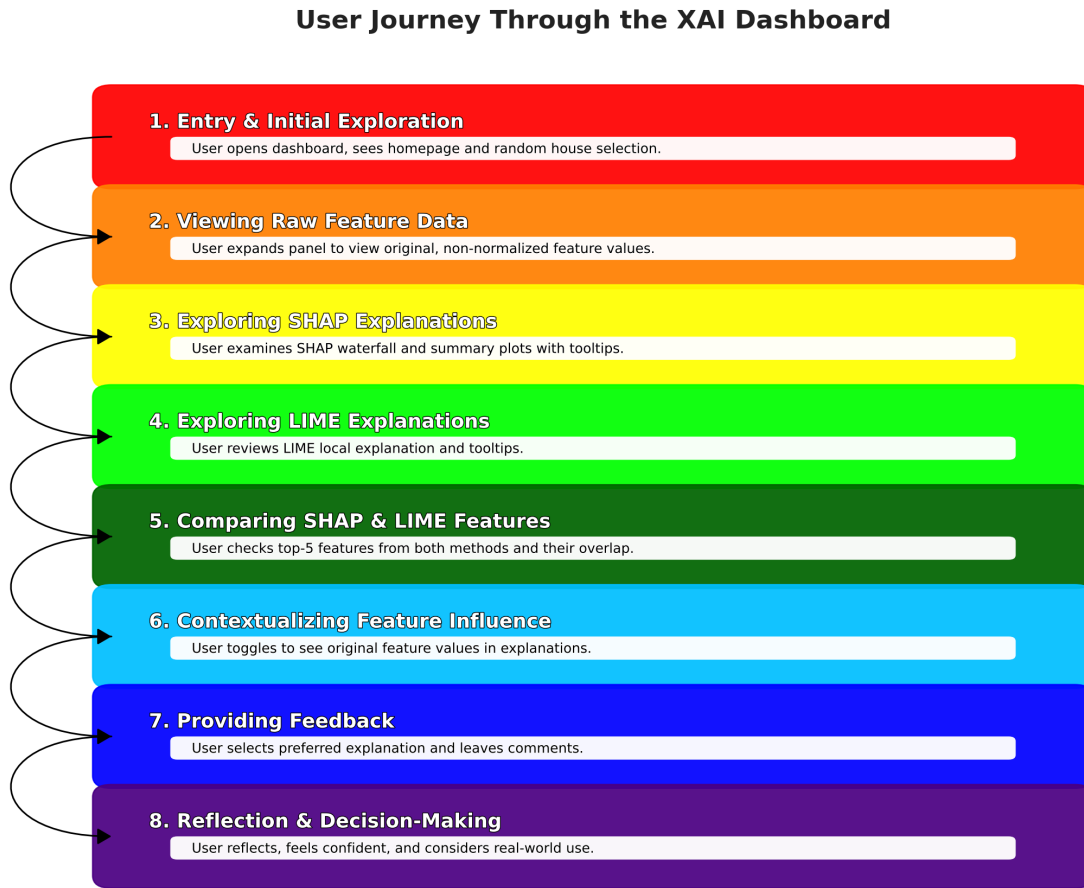 User Journey Through the XAI Dashboard
1. Entry & Initial Exploration
User opens dashboard, sees homepage and random house selection.
2. Viewing Raw Feature Data
User expands panel to view original, non-normalized feature values.
3. Exploring SHAP Explanations
User examines SHAP waterfall and summary plots with tooltips.
4. Exploring LIME Explanations
User reviews LIME local explanation and tooltips.
5. Comparing SHAP & LIME Features
User checks top-5 features from both methods and their overlap.
6. Contextualizing Feature Influence
User toggles to see original feature values in explanations.
7. Providing Feedback
User selects preferred explanation and leaves comments.
8. Reflection & Decision-Making
User reflects, feels confident, and considers real-world use.